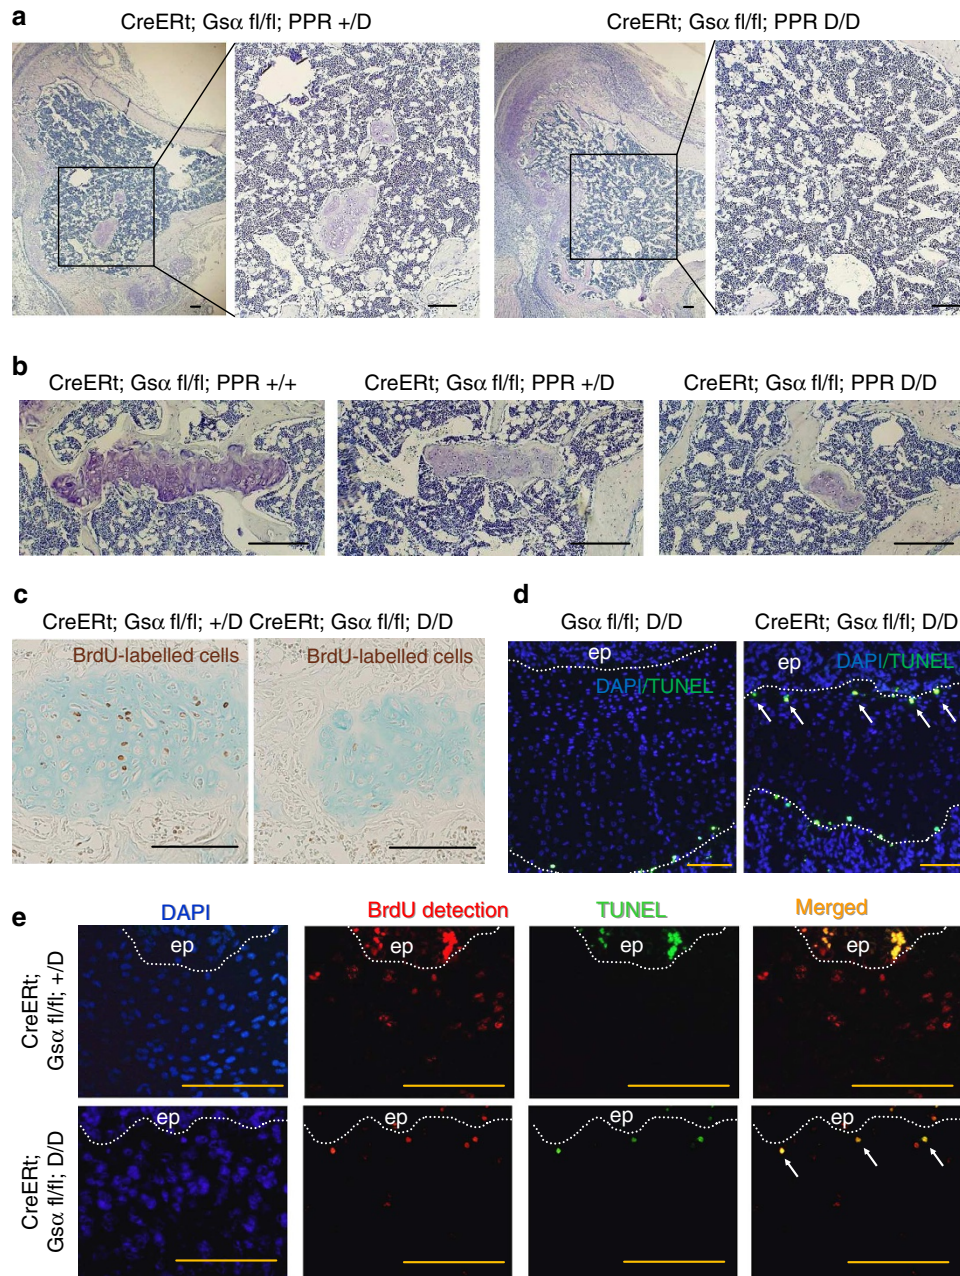 a
CreERt; Gsα fl/fl; PPR +/D
CreERt; Gsα fl/fl; PPR D/D
b
CreERt; Gsα fl/fl; PPR +/+
CreERt; Gsα fl/fl; PPR +/D
CreERt; Gsα fl/fl; PPR D/D
c
CreERt; Gsα fl/fl; +/D
CreERt; Gsα fl/fl; D/D
BrdU-labelled cells
BrdU-labelled cells
d
Gsα fl/fl; D/D
CreERt; Gsα fl/fl; D/D
ep
DAPI/TUNEL
ep
DAPI/TUNEL
e
DAPI
BrdU detection
TUNEL
Merged
CreERt;
Gsα fl/fl; +/D
ep
ep
ep
ep
CreERt;
Gsα fl/fl; D/D
ep
ep
ep
ep